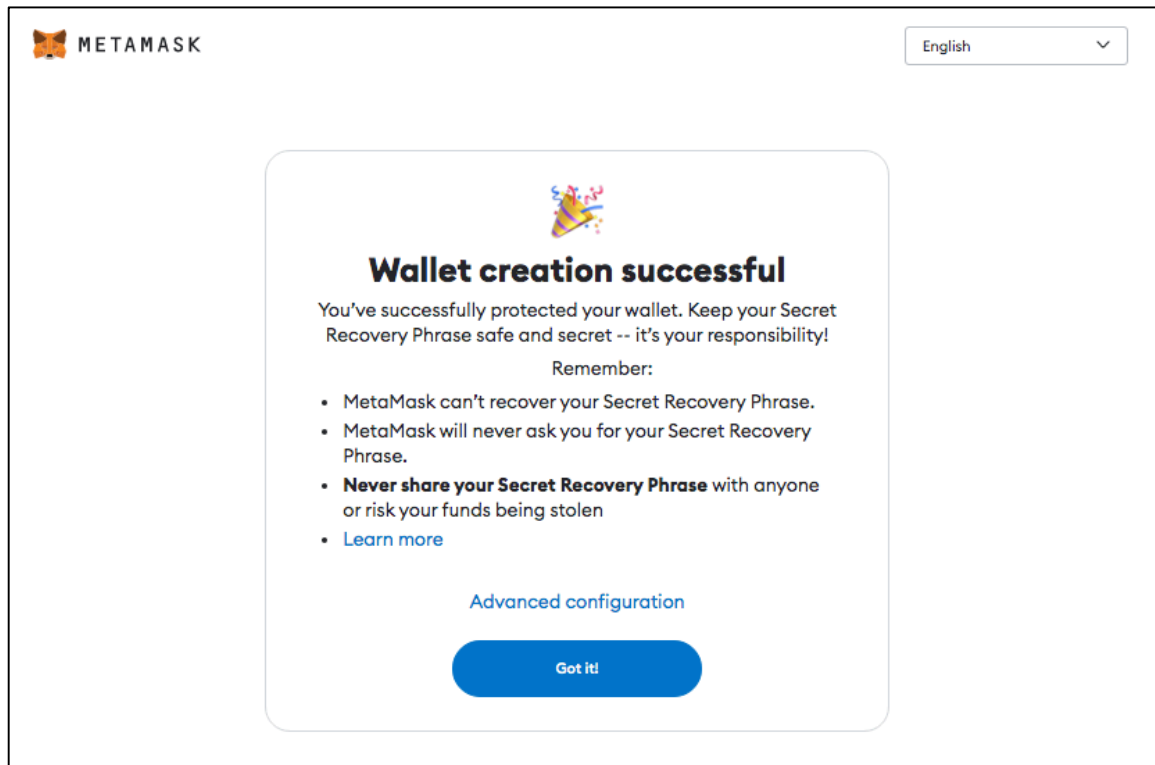 METAMASK
English
Wallet creation successful
You’ve successfully protected your wallet. Keep your Secret
Recovery Phrase safe and secret -- it’s your responsibility!
Remember:
• MetaMask can’t recover your Secret Recovery Phrase.
• MetaMask will never ask you for your Secret Recovery
Phrase.
• Never share your Secret Recovery Phrase with anyone
or risk your funds being stolen
• Learn more
Advanced configuration
Got it!